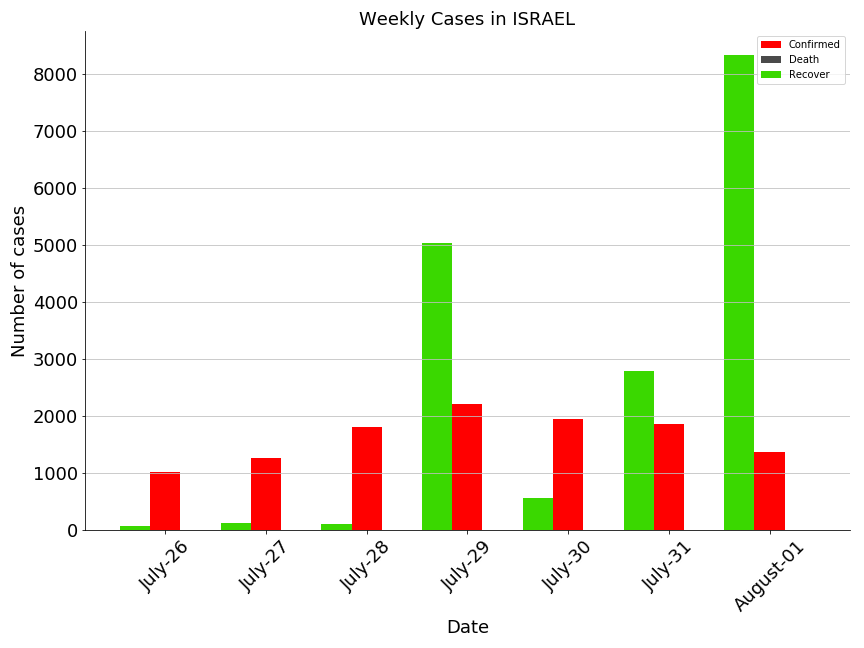 Weekly Cases in ISRAEL
Confirmed
Death
Recover
Number of cases
8000
7000
6000
5000
4000
3000
2000
1000
0
July-26
July-27
July-28
July-29
July-30
July-31
August-01
Date